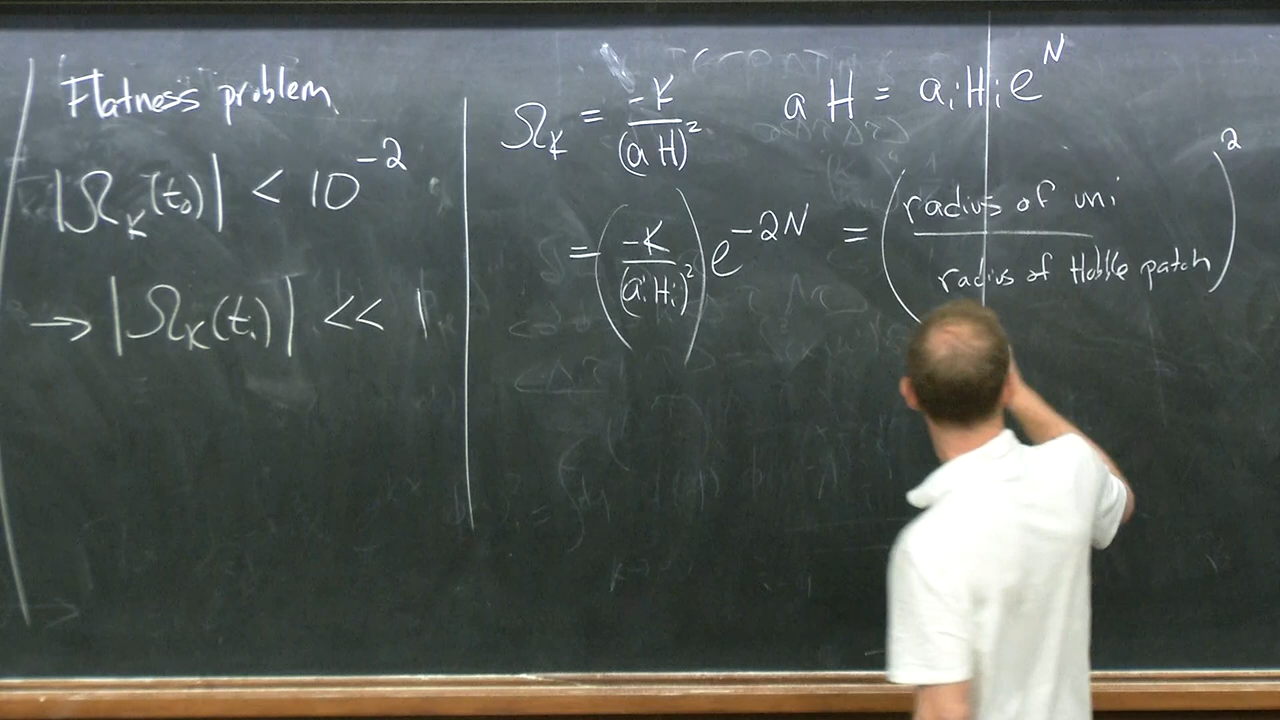 Flatness problem
|Ω_K(t_0)| < 10^{-2}
→ |Ω_K(t_i)| << 1
Ω_K = -K/(aH)^2    aH = a_i H_i e^N
= (-K/(a_i H_i)^2) e^{-2N} = (radius of uni / radius of Hubble patch)^2